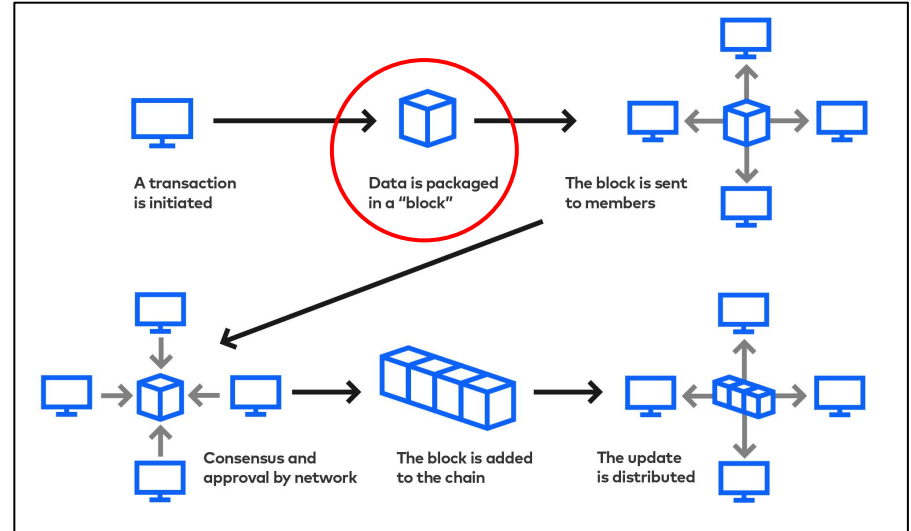 A transaction
is initiated
Data is packaged
in a “block”
The block is sent
to members
Consensus and
approval by network
The block is added
to the chain
The update
is distributed